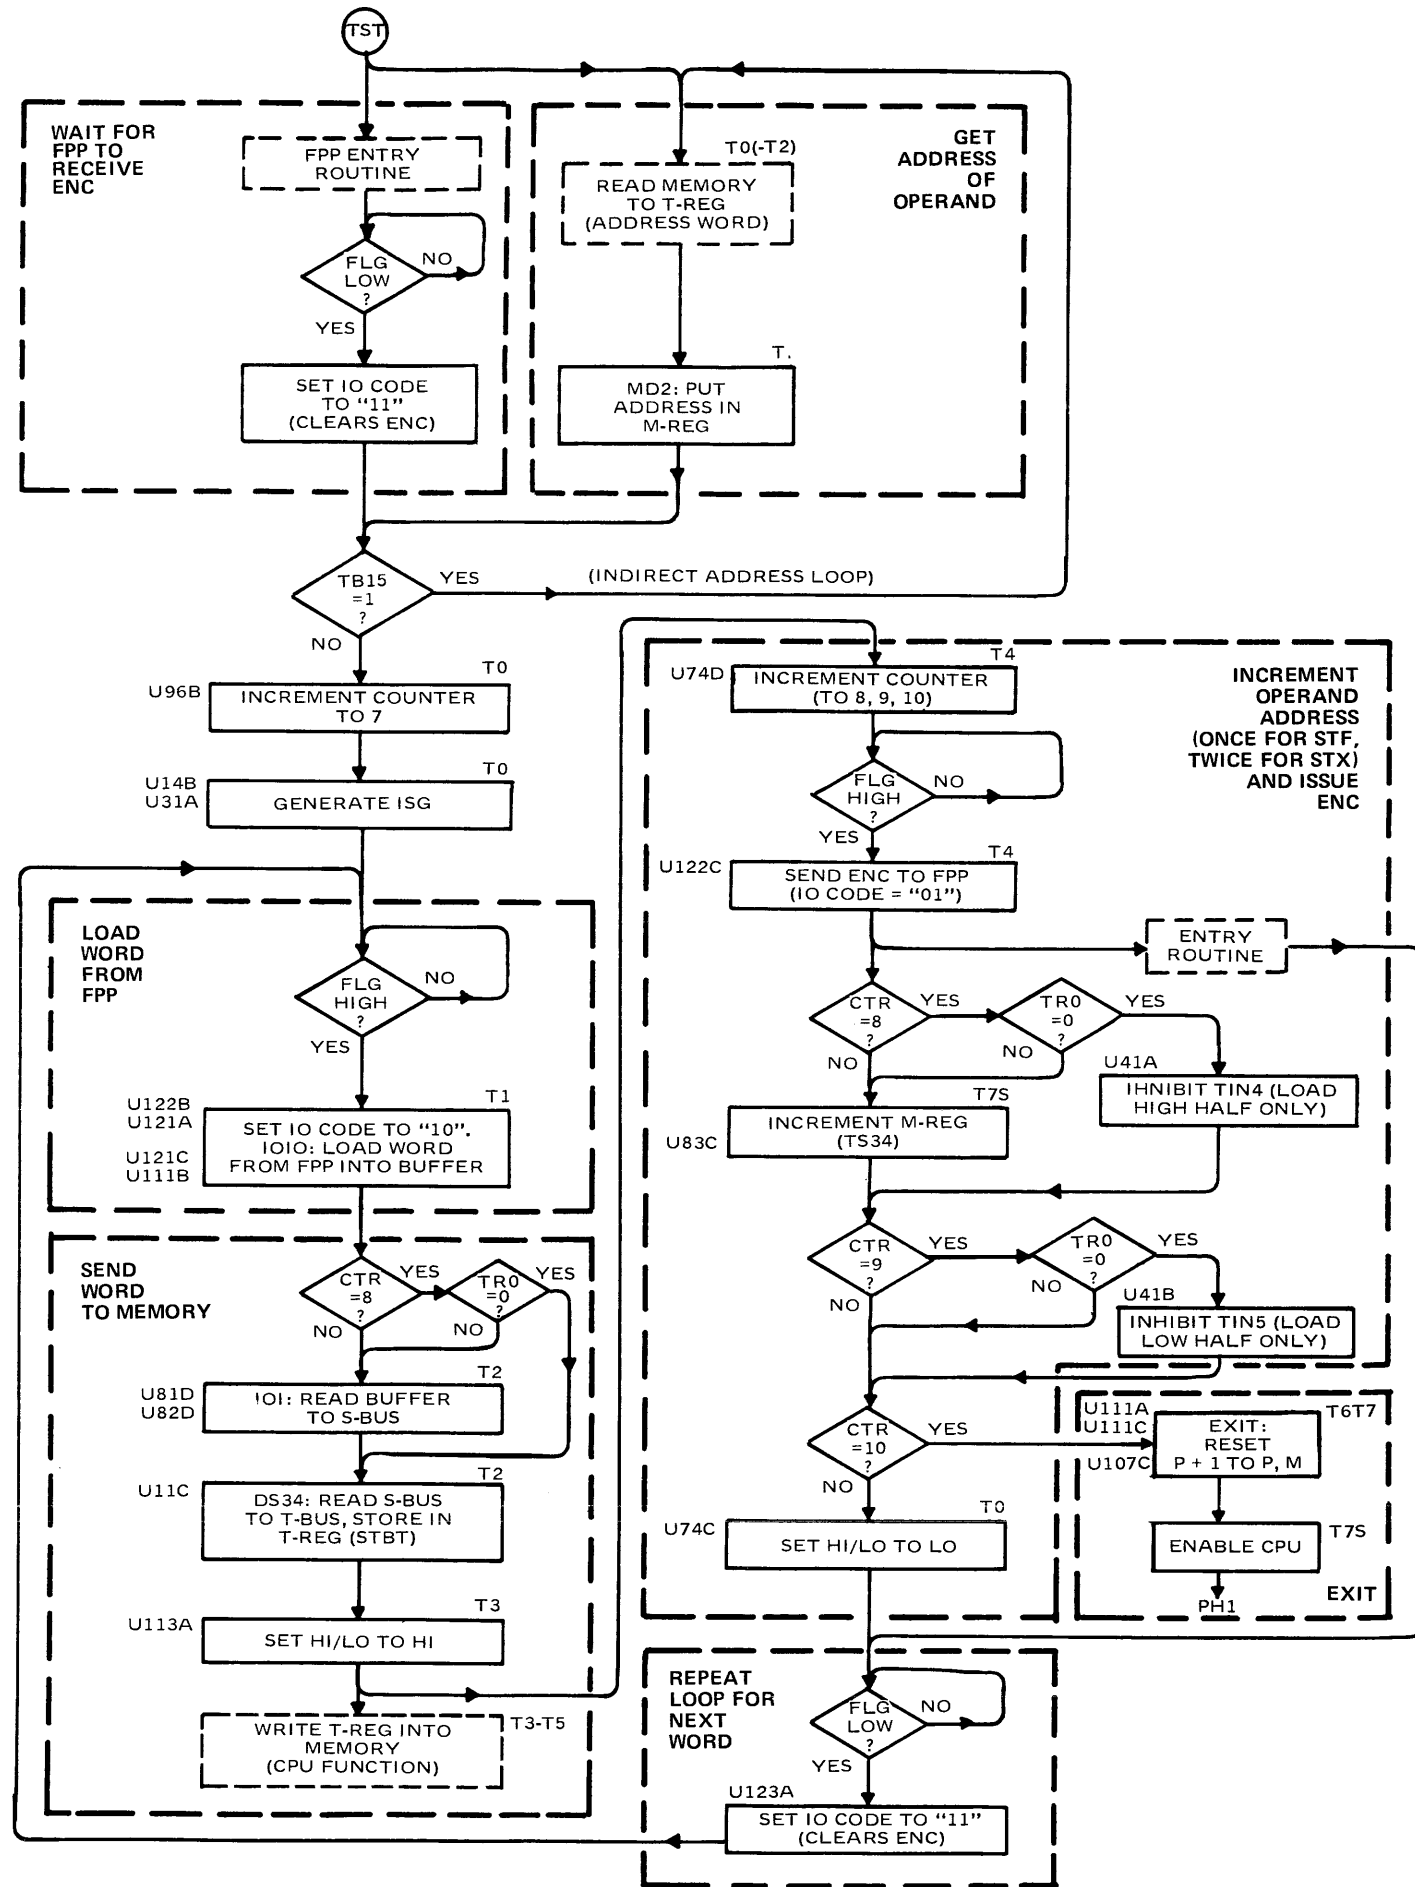 TST
WAIT FOR
FPP TO
RECEIVE
ENC
FPP ENTRY
ROUTINE
FLG
LOW
?
NO
YES
SET IO CODE
TO "11"
(CLEARS ENC)
GET
ADDRESS
OF
OPERAND
T0(-T2)
READ MEMORY
TO T-REG
(ADDRESS WORD)
T.
MD2: PUT
ADDRESS IN
M-REG
TB15
=1
?
YES
(INDIRECT ADDRESS LOOP)
NO
T0
U96B
INCREMENT COUNTER
TO 7
T0
U14B
U31A
GENERATE ISG
LOAD
WORD
FROM
FPP
FLG
HIGH
?
NO
YES
T1
U122B
U121A
U121C
U111B
SET IO CODE TO "10".
IOIO: LOAD WORD
FROM FPP INTO BUFFER
SEND
WORD
TO MEMORY
CTR
=8
?
YES
NO
TR0
=0
?
YES
NO
T2
U81D
U82D
IOI: READ BUFFER
TO S-BUS
T2
U11C
DS34: READ S-BUS
TO T-BUS, STORE IN
T-REG (STBT)
T3
U113A
SET HI/LO TO HI
T3-T5
WRITE T-REG INTO
MEMORY
(CPU FUNCTION)
INCREMENT
OPERAND
ADDRESS
(ONCE FOR STF,
TWICE FOR STX)
AND ISSUE
ENC
T4
U74D
INCREMENT COUNTER
(TO 8, 9, 10)
FLG
HIGH
?
NO
YES
T4
U122C
SEND ENC TO FPP
(IO CODE = "01")
ENTRY
ROUTINE
CTR
=8
?
YES
NO
TR0
=0
?
YES
NO
U41A
IHNIBIT TIN4 (LOAD
HIGH HALF ONLY)
T7S
U83C
INCREMENT M-REG
(TS34)
CTR
=9
?
YES
NO
TR0
=0
?
YES
NO
U41B
INHIBIT TIN5 (LOAD
LOW HALF ONLY)
CTR
=10
?
YES
NO
T0
U74C
SET HI/LO TO LO
U111A
U111C
U107C
T6T7
EXIT:
RESET
P + 1 TO P, M
T7S
ENABLE CPU
PH1
EXIT
REPEAT
LOOP FOR
NEXT
WORD
FLG
LOW
?
NO
YES
U123A
SET IO CODE TO "11"
(CLEARS ENC)